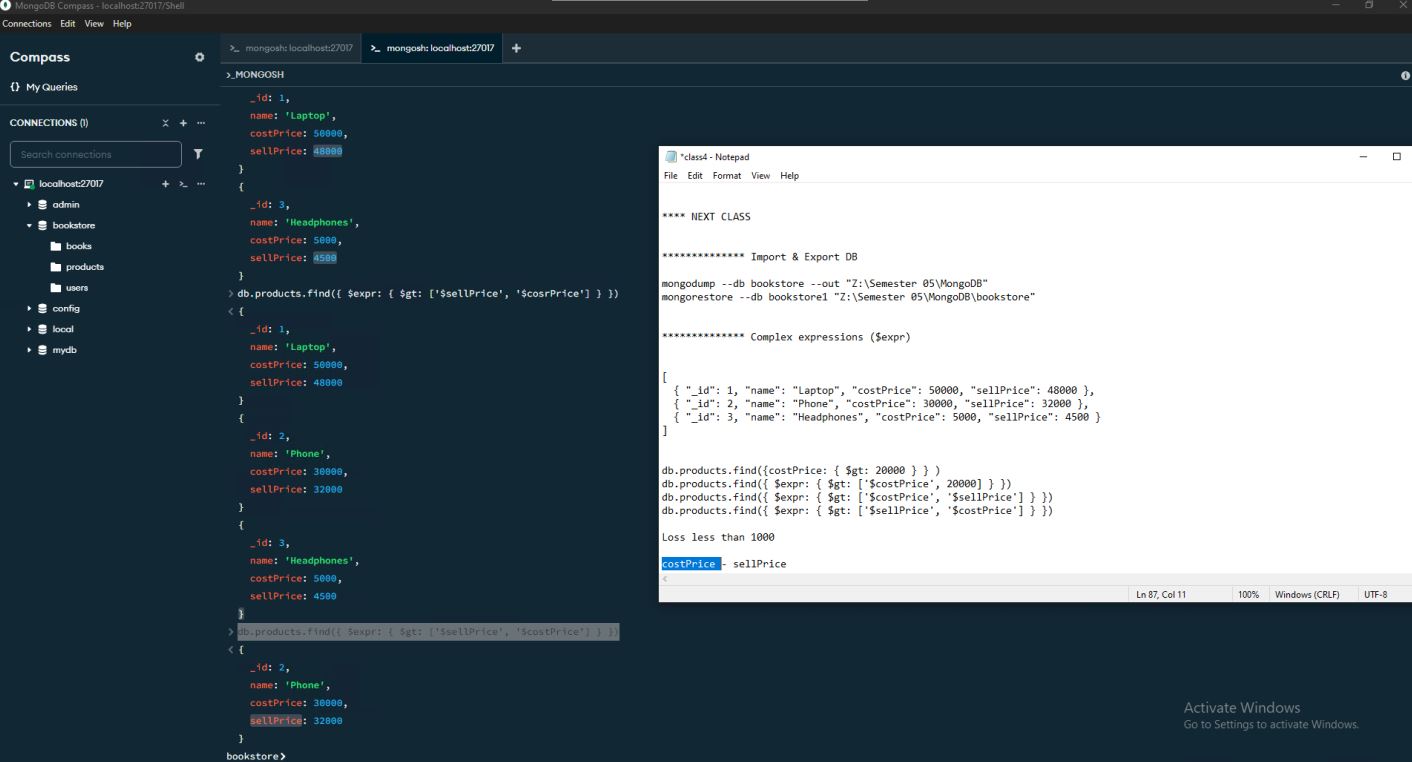 MongoDB Compass - localhost:27017/Shell
Connections Edit View Help
Compass
{} My Queries
CONNECTIONS (1)
Search connections
localhost:27017
admin
bookstore
books
products
users
config
local
mydb
>_ mongosh: localhost:27017
>_ mongosh: localhost:27017 +
>_MONGOSH
_id: 1,
name: 'Laptop',
costPrice: 50000,
sellPrice: 48000
}
{
_id: 3,
name: 'Headphones',
costPrice: 5000,
sellPrice: 4500
}
> db.products.find({ $expr: { $gt: ['$sellPrice', '$cosrPrice'] } })
< {
_id: 1,
name: 'Laptop',
costPrice: 50000,
sellPrice: 48000
}
{
_id: 2,
name: 'Phone',
costPrice: 30000,
sellPrice: 32000
}
{
_id: 3,
name: 'Headphones',
costPrice: 5000,
sellPrice: 4500
}
> db.products.find({ $expr: { $gt: ['$sellPrice', '$costPrice'] } })
< {
_id: 2,
name: 'Phone',
costPrice: 30000,
sellPrice: 32000
}
bookstore>
*class4 - Notepad
File Edit Format View Help
**** NEXT CLASS
************** Import & Export DB
mongodump --db bookstore --out "Z:\Semester 05\MongoDB"
mongorestore --db bookstore1 "Z:\Semester 05\MongoDB\bookstore"
************** Complex expressions ($expr)
[
{ "_id": 1, "name": "Laptop", "costPrice": 50000, "sellPrice": 48000 },
{ "_id": 2, "name": "Phone", "costPrice": 30000, "sellPrice": 32000 },
{ "_id": 3, "name": "Headphones", "costPrice": 5000, "sellPrice": 4500 }
]
db.products.find({costPrice: { $gt: 20000 } } )
db.products.find({ $expr: { $gt: ['$costPrice', 20000] } })
db.products.find({ $expr: { $gt: ['$costPrice', '$sellPrice'] } })
db.products.find({ $expr: { $gt: ['$sellPrice', '$costPrice'] } })
Loss less than 1000
costPrice - sellPrice
Ln 87, Col 11 100% Windows (CRLF) UTF-8
Activate Windows
Go to Settings to activate Windows.